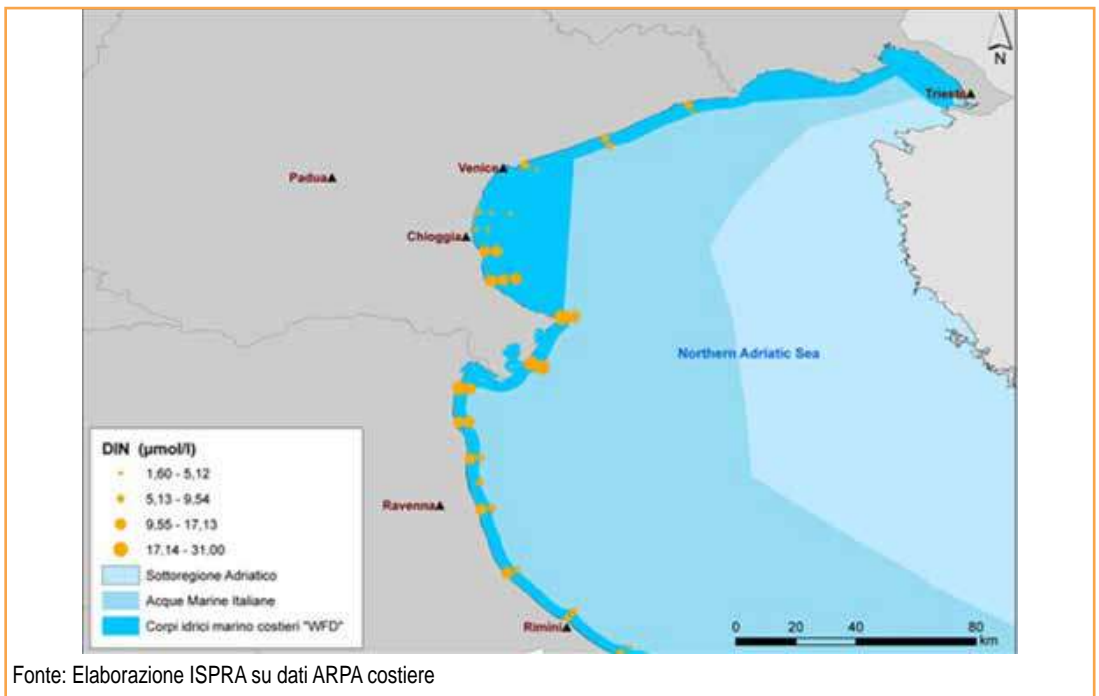 N
Trieste
Venice
Padua
Chioggia
Northern Adriatic Sea
Ravenna
Rimini
DIN (µmol/l)
1,60 - 5,12
5,13 - 9,54
9,55 - 17,13
17,14 - 31,00
Sottoregione Adriatico
Acque Marine Italiane
Corpi idrici marino costieri "WFD"
0 20 40 80
km
Fonte: Elaborazione ISPRA su dati ARPA costiere